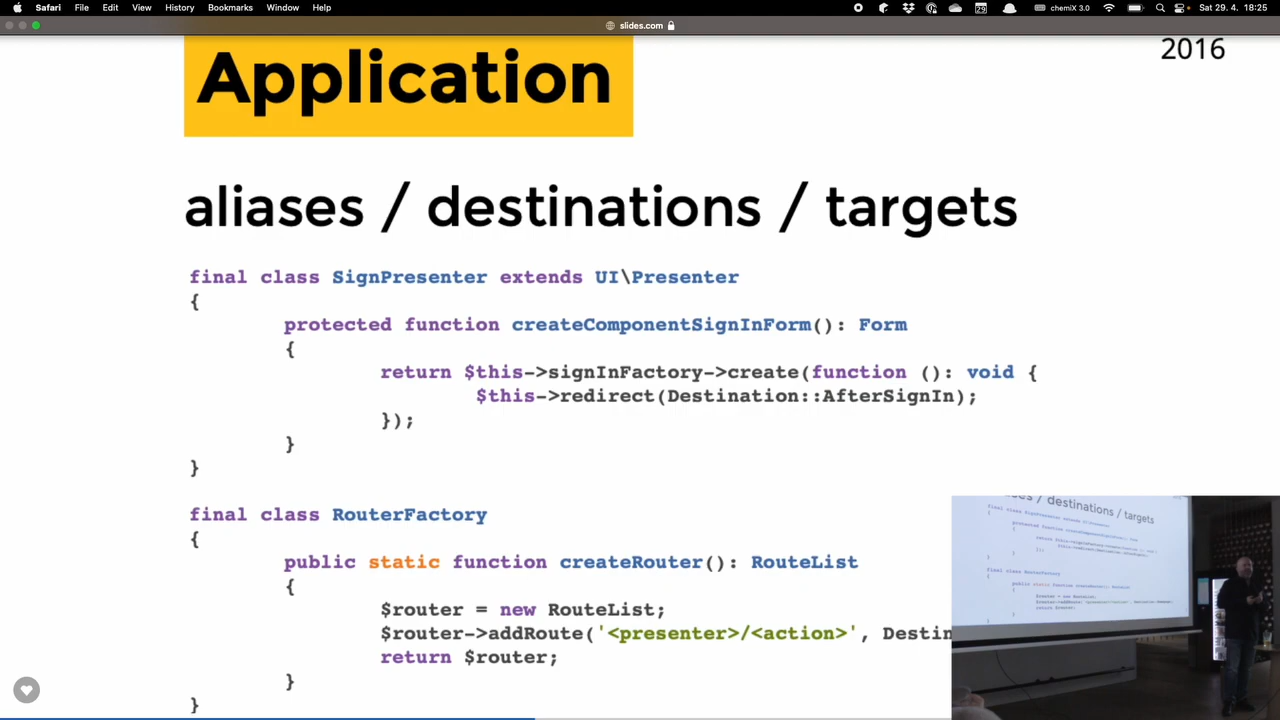 Safari File Edit View History Bookmarks Window Help 29 chemiX 3.0 Sat 29. 4. 18:25
slides.com
2016
Application
aliases / destinations / targets
final class SignPresenter extends UI\Presenter
{
protected function createComponentSignInForm(): Form
{
return $this->signInFactory->create(function (): void {
$this->redirect(Destination::AfterSignIn);
});
}
}
final class RouterFactory
{
public static function createRouter(): RouteList
{
$router = new RouteList;
$router->addRoute('<presenter>/<action>', Destin
return $router;
}
}
/ destinations / targets